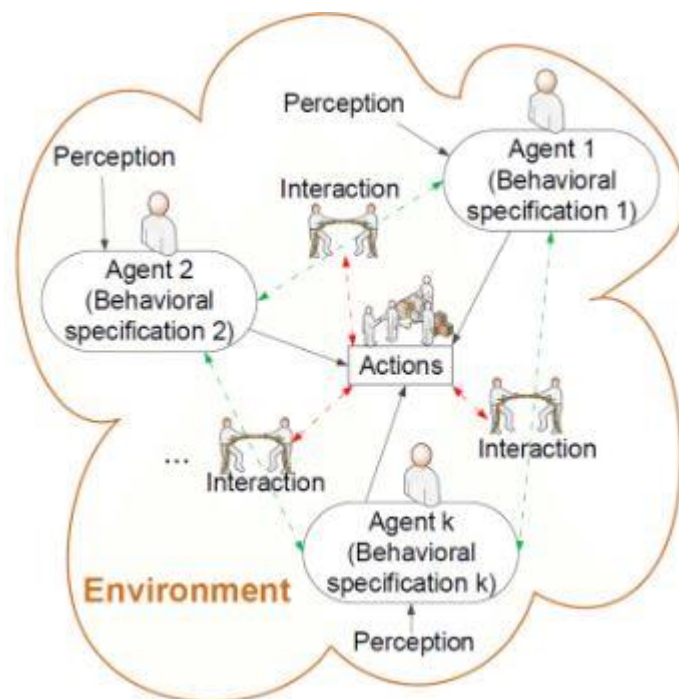 Perception
Agent 1
(Behavioral
specification 1)
Perception
Interaction
Agent 2
(Behavioral
specification 2)
Actions
...
Interaction
Interaction
Agent k
(Behavioral
specification k)
Environment
Perception